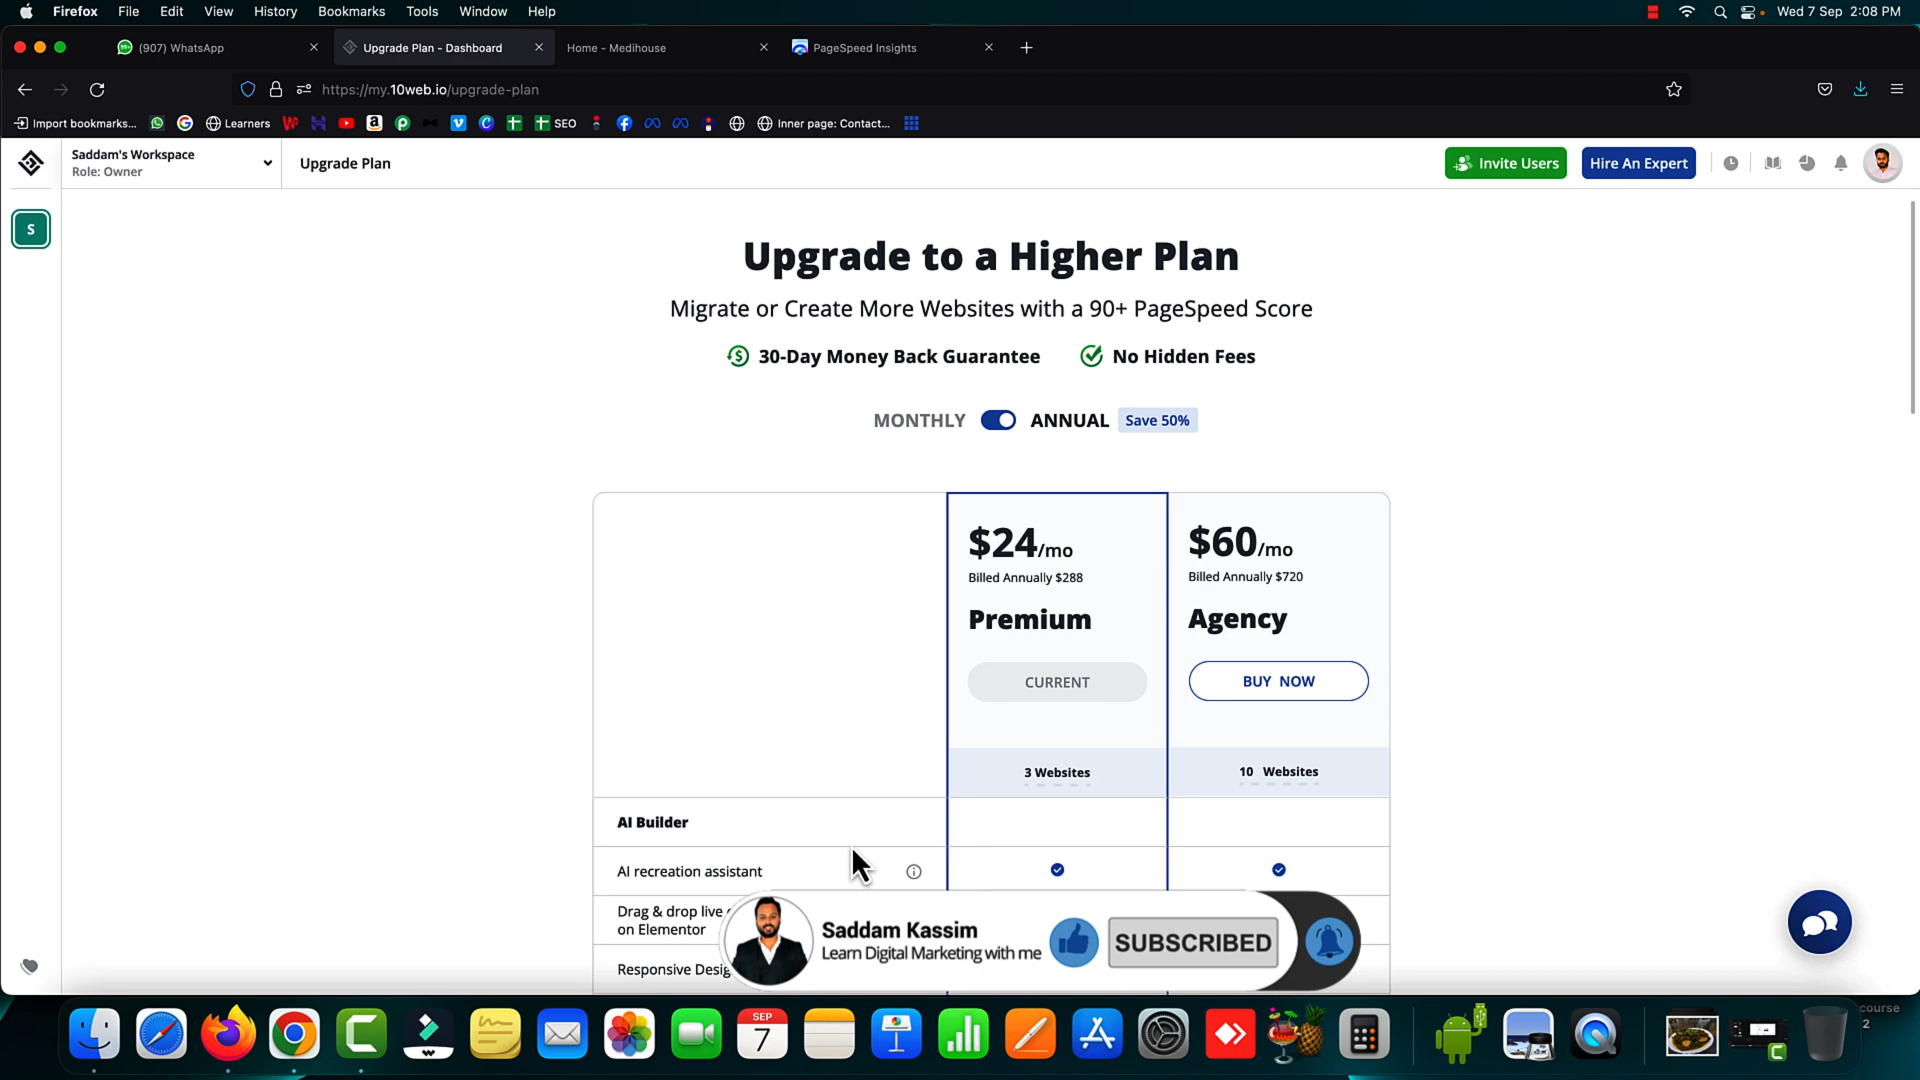 Firefox File Edit View History Bookmarks Tools Window Help Wed 7 Sep 2:08 PM
(907) WhatsApp Upgrade Plan - Dashboard Home - Medihouse PageSpeed Insights
https://my.10web.io/upgrade-plan
Import bookmarks... Learners SEO Inner page: Contact...
Saddam's Workspace
Role: Owner
Upgrade Plan
Invite Users
Hire An Expert
S
Upgrade to a Higher Plan
Migrate or Create More Websites with a 90+ PageSpeed Score
30-Day Money Back Guarantee No Hidden Fees
MONTHLY ANNUAL Save 50%
$24/mo
Billed Annually $288
Premium
CURRENT
3 Websites
$60/mo
Billed Annually $720
Agency
BUY NOW
10 Websites
AI Builder
AI recreation assistant
Drag & drop live
on Elementor
Responsive Desig
Saddam Kassim
Learn Digital Marketing with me
SUBSCRIBED
SEP
7
course
2